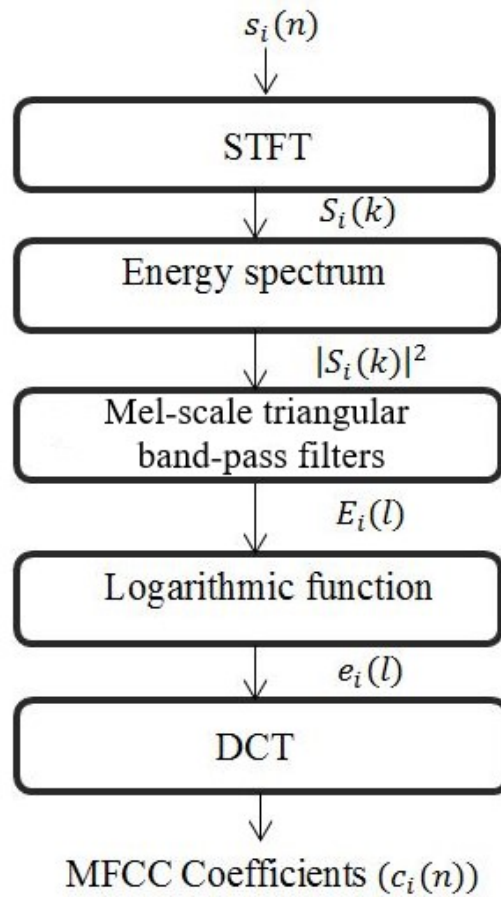 s_i(n)
STFT
S_i(k)
Energy spectrum
|S_i(k)|²
Mel-scale triangular
band-pass filters
E_i(l)
Logarithmic function
e_i(l)
DCT
MFCC Coefficients (c_i(n))